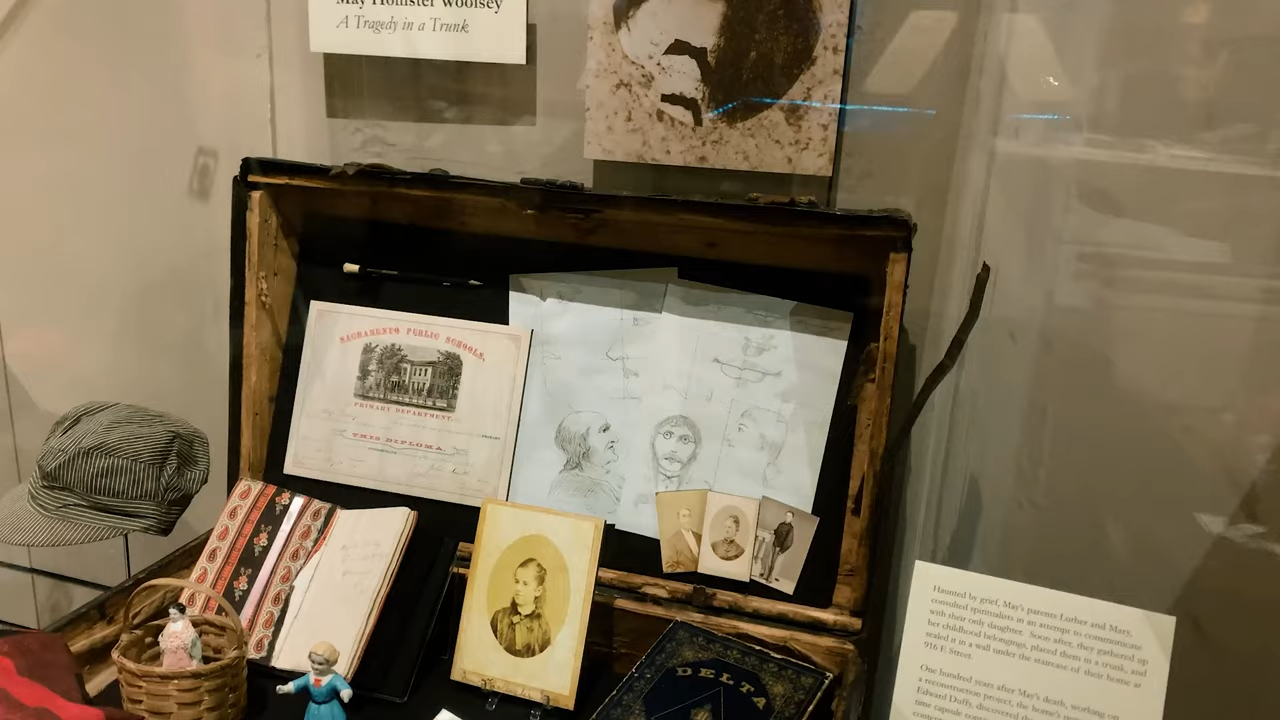 May Hollister Woolsey
A Tragedy in a Trunk
SACRAMENTO PUBLIC SCHOOLS,
PRIMARY DEPARTMENT.
THIS DIPLOMA.
DELTA
Haunted by grief, May's parents Luther and Mary,
consulted spiritualists in an attempt to communicate
with their only daughter. Soon after, they gathered up
her childhood belongings, placed them in a trunk, and
sealed it in a wall under the staircase of their home at
916 E Street.
One hundred years after May's death, working on
a reconstruction project, the home's
Edward Duffy, discovered the
time capsule